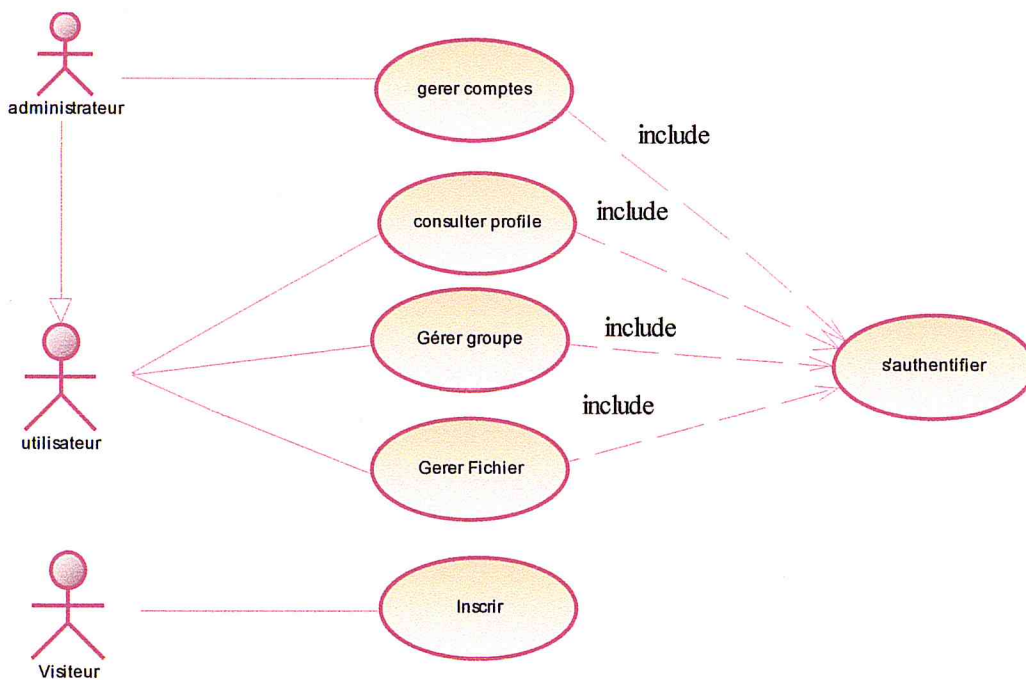 gerer comptes
administrateur
include
consulter profile
include
Gérer groupe
include
s'authentifier
utilisateur
include
Gerer Fichier
Inscrir
Visiteur